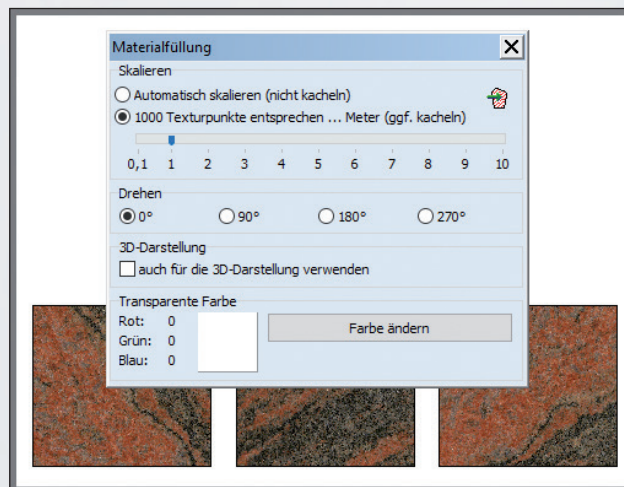 Materialfüllung
Skalieren
Automatisch skalieren (nicht kacheln)
1000 Texturpunkte entsprechen ... Meter (ggf. kacheln)
0,1 1 2 3 4 5 6 7 8 9 10
Drehen
0° 90° 180° 270°
3D-Darstellung
auch für die 3D-Darstellung verwenden
Transparente Farbe
Rot: 0
Farbe ändern
Grün: 0
Blau: 0